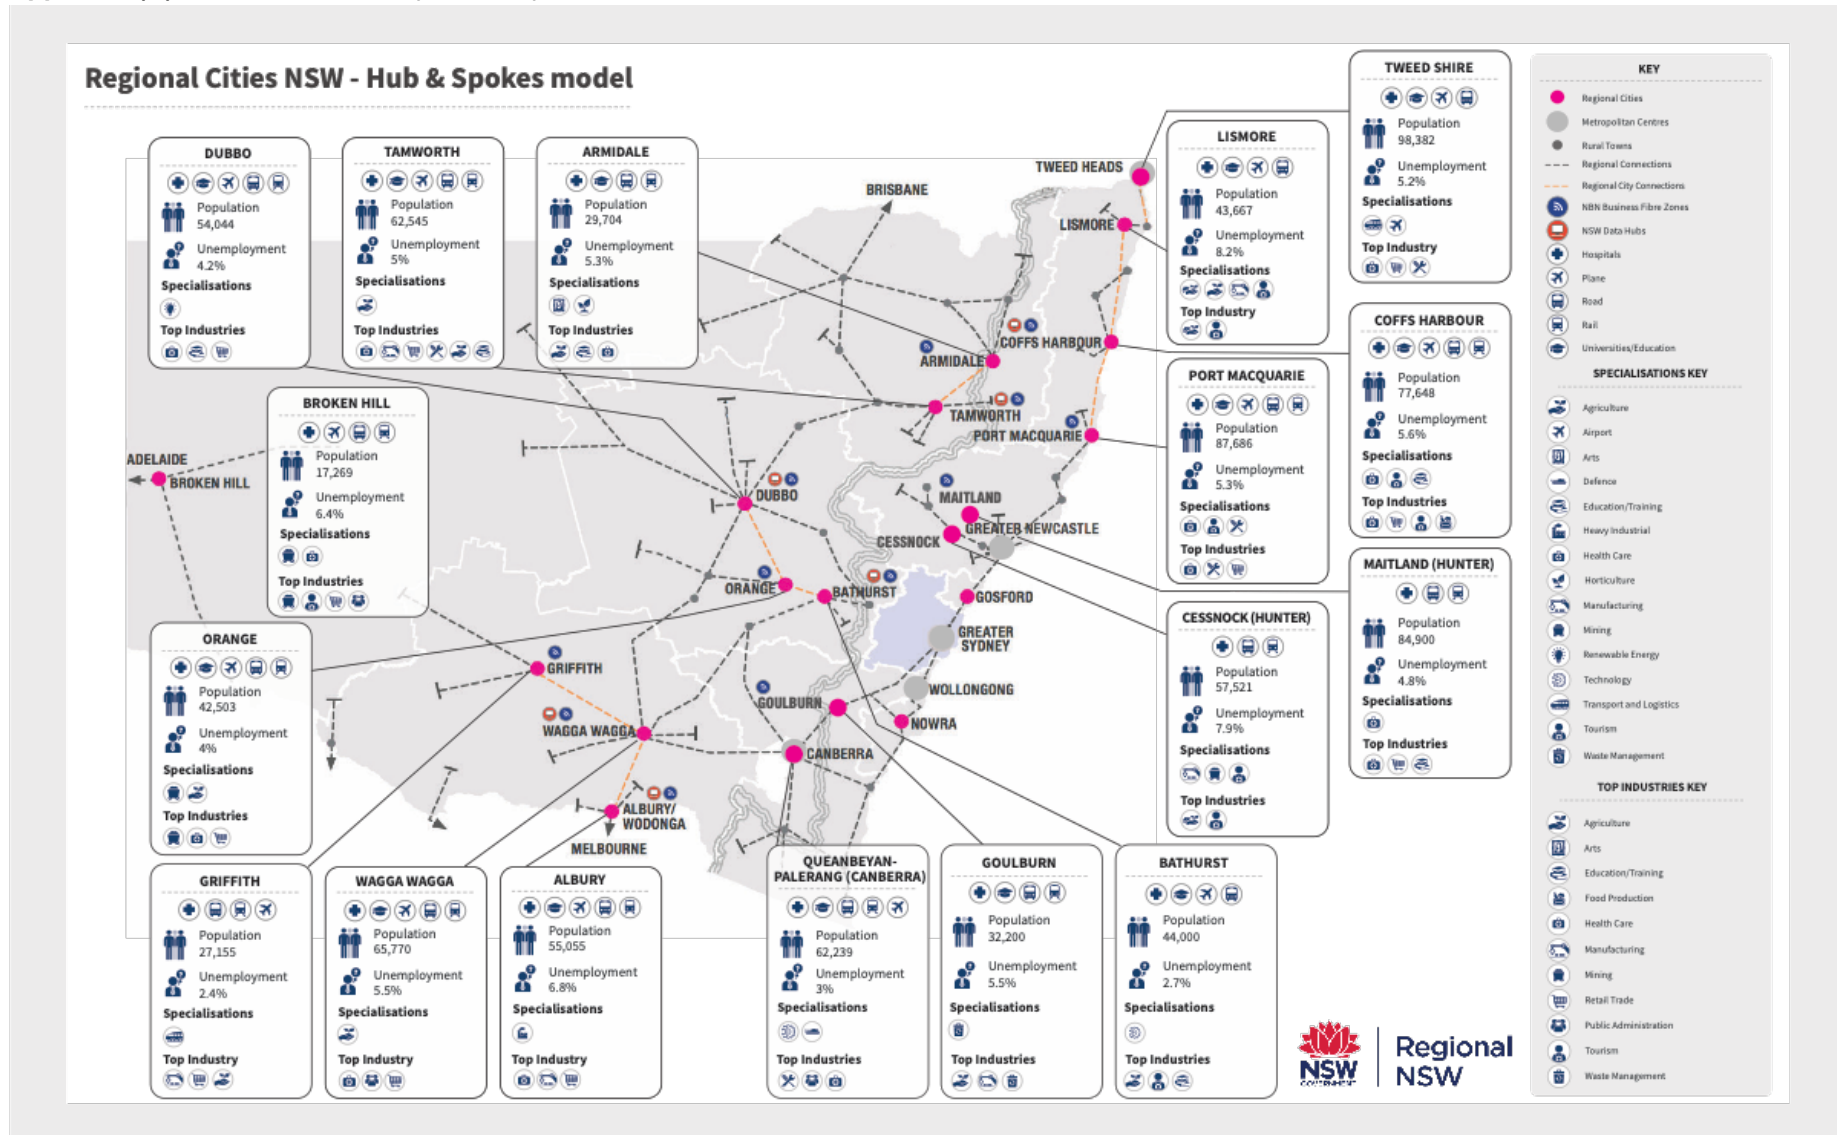 Regional Cities NSW - Hub & Spokes model
DUBBO
Population
54,044
Unemployment
4.2%
Specialisations
Top Industries
TAMWORTH
Population
62,545
Unemployment
5%
Specialisations
Top Industries
ARMIDALE
Population
29,704
Unemployment
5.3%
Specialisations
Top Industries
BROKEN HILL
Population
17,269
Unemployment
6.4%
Specialisations
Top Industries
ORANGE
Population
42,503
Unemployment
4%
Specialisations
Top Industries
GRIFFITH
Population
27,155
Unemployment
2.4%
Specialisations
Top Industry
WAGGA WAGGA
Population
65,770
Unemployment
5.5%
Specialisations
Top Industry
ALBURY
Population
55,055
Unemployment
6.8%
Specialisations
Top Industry
QUEANBEYAN-
PALERANG (CANBERRA)
Population
62,239
Unemployment
3%
Specialisations
Top Industries
GOULBURN
Population
32,200
Unemployment
5.5%
Specialisations
Top Industries
BATHURST
Population
44,000
Unemployment
2.7%
Specialisations
Top Industries
LISMORE
Population
43,667
Unemployment
8.2%
Specialisations
Top Industry
PORT MACQUARIE
Population
87,686
Unemployment
5.3%
Specialisations
Top Industries
CESSNOCK (HUNTER)
Population
57,521
Unemployment
7.9%
Specialisations
Top Industries
TWEED SHIRE
Population
98,382
Unemployment
5.2%
Specialisations
Top Industry
COFFS HARBOUR
Population
77,648
Unemployment
5.6%
Specialisations
Top Industries
MAITLAND (HUNTER)
Population
84,900
Unemployment
4.8%
Specialisations
Top Industries
BRISBANE
TWEED HEADS
LISMORE
COFFS HARBOUR
ARMIDALE
TAMWORTH
PORT MACQUARIE
ADELAIDE
BROKEN HILL
DUBBO
MAITLAND
GREATER NEWCASTLE
CESSNOCK
ORANGE
BATHURST
GOSFORD
GREATER
SYDNEY
GRIFFITH
WOLLONGONG
GOULBURN
NOWRA
WAGGA WAGGA
CANBERRA
ALBURY/
WODONGA
MELBOURNE
KEY
Regional Cities
Metropolitan Centres
Rural Towns
Regional Connections
Regional City Connections
NBN Business Fibre Zones
NSW Data Hubs
Hospitals
Plane
Road
Rail
Universities/Education
SPECIALISATIONS KEY
Agriculture
Airport
Arts
Defence
Education/Training
Heavy Industrial
Health Care
Horticulture
Manufacturing
Mining
Renewable Energy
Technology
Transport and Logistics
Tourism
Waste Management
TOP INDUSTRIES KEY
Agriculture
Arts
Education/Training
Food Production
Health Care
Manufacturing
Mining
Retail Trade
Public Administration
Tourism
Waste Management
NSW
GOVERNMENT
Regional
NSW